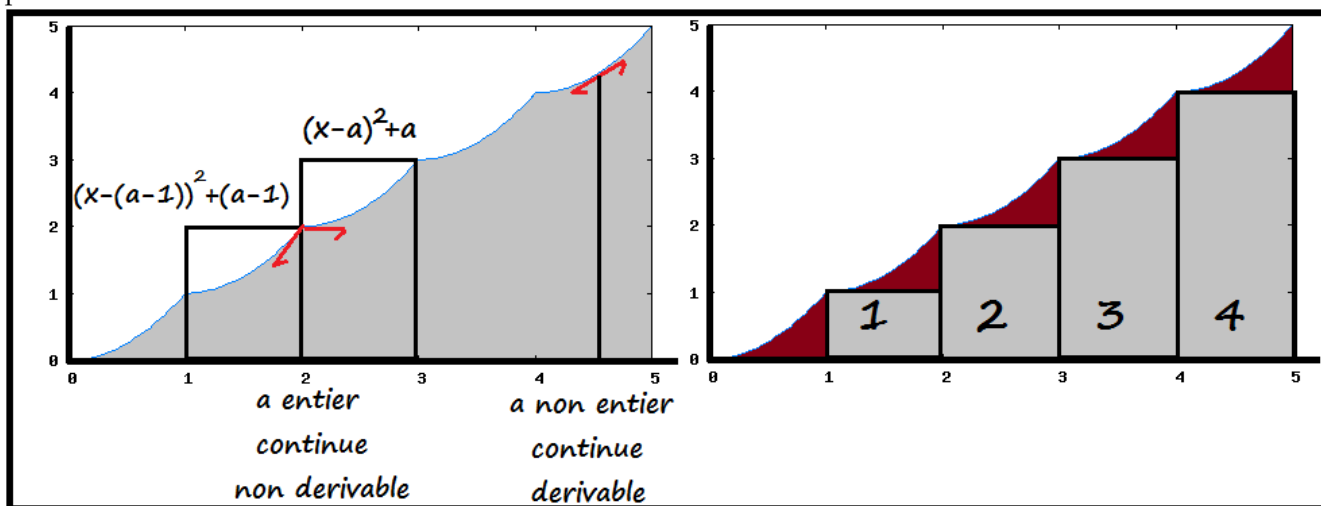 5
4
3
2
1
0
(x-a)²+a
(x-(a-1))²+(a-1)
0 1 2 3 4 5
a entier
continue
non derivable
a non entier
continue
derivable
5
4
3
2
1
0
1 2 3 4
0 1 2 3 4 5